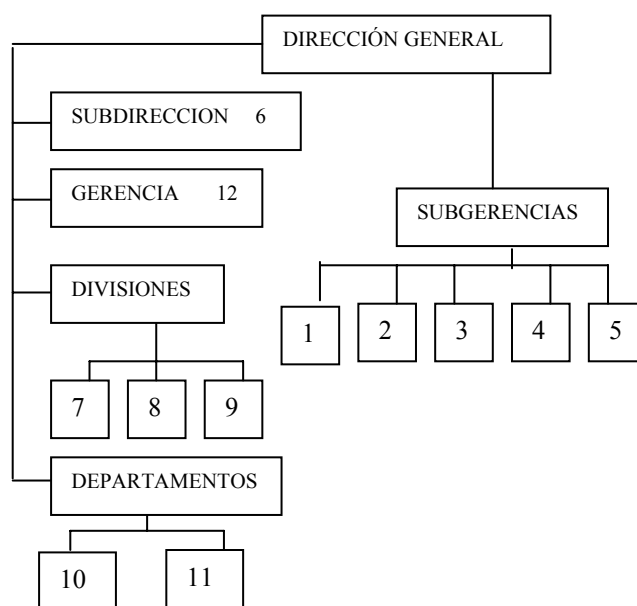 DIRECCIÓN GENERAL
SUBDIRECCION 6
GERENCIA 12
SUBGERENCIAS
DIVISIONES
1 2 3 4 5
7 8 9
DEPARTAMENTOS
10 11